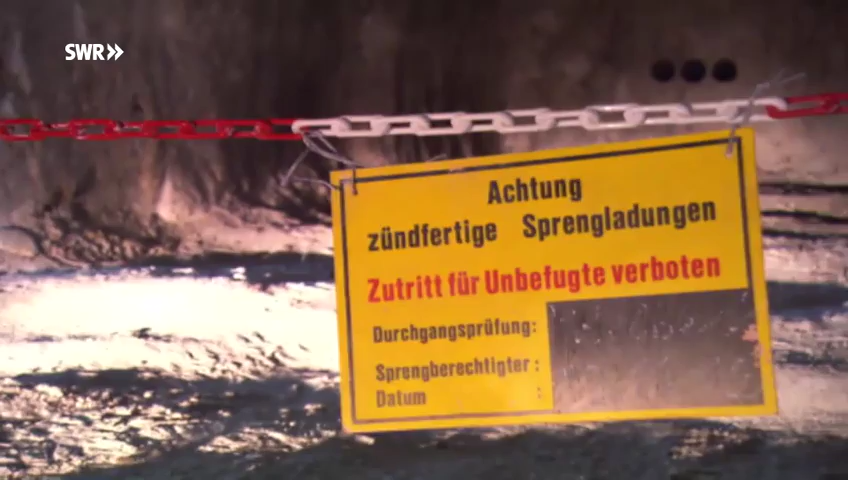 SWR»
Achtung
zündfertige Sprengladungen
Zutritt für Unbefugte verboten
Durchgangsprüfung:
Sprengberechtigter :
Datum :